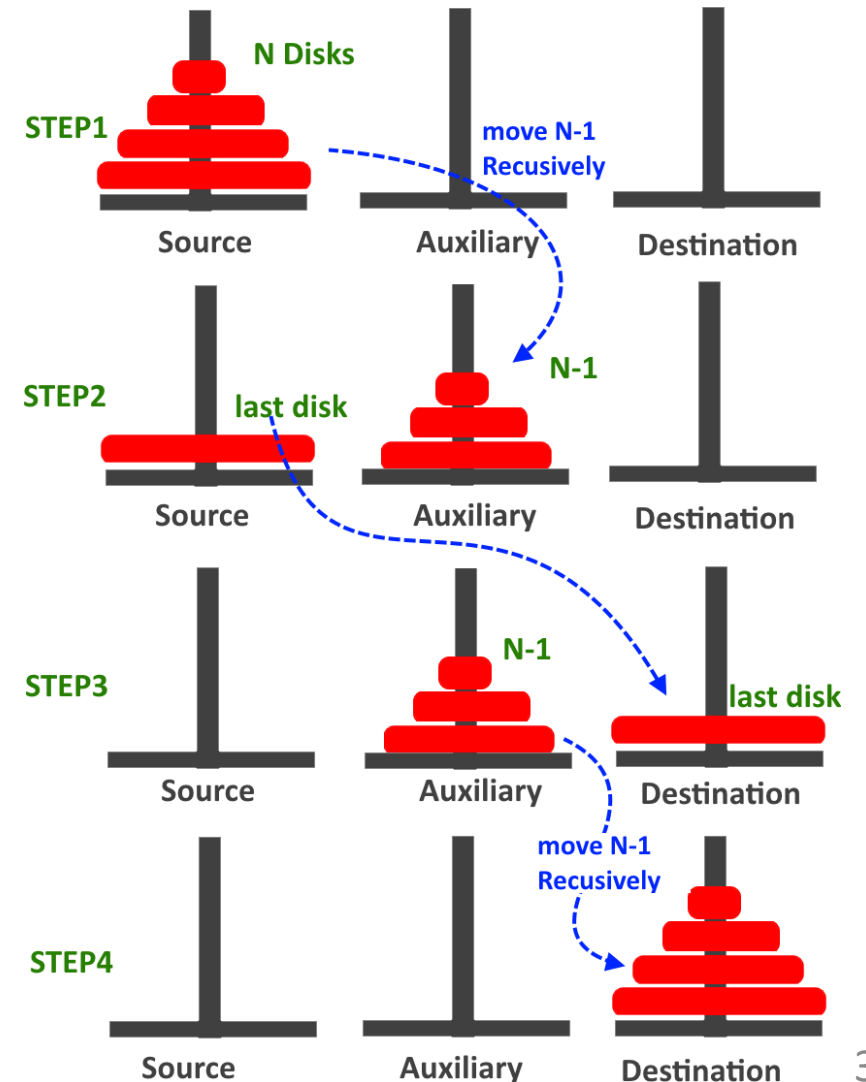 N Disks
STEP1
move N-1
Recusively
Source
Auxiliary
Destination
STEP2
last disk
N-1
Source
Auxiliary
Destination
STEP3
N-1
last disk
Source
Auxiliary
Destination
move N-1
Recusively
STEP4
Source
Auxiliary
Destination